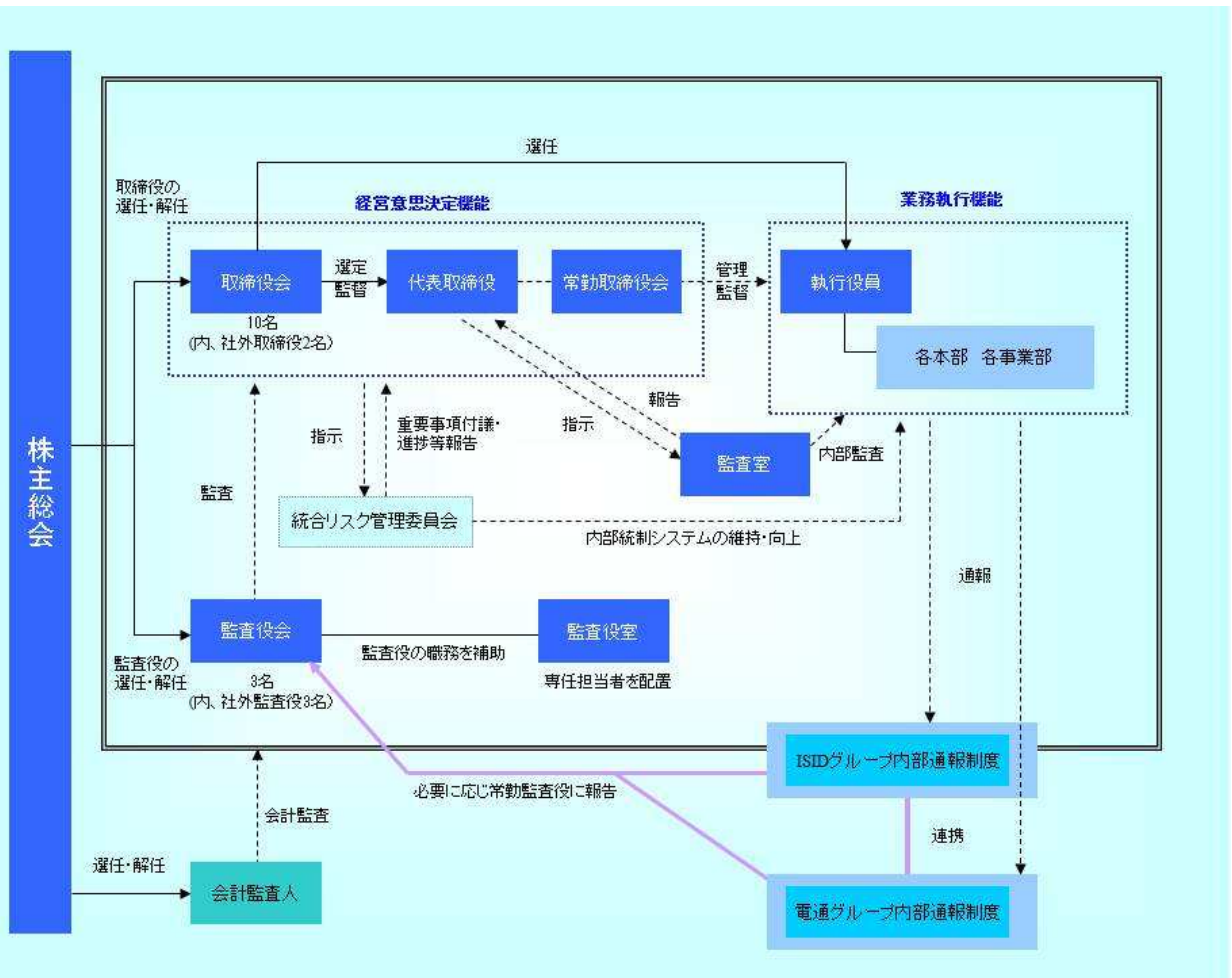 株主総会
選任
取締役の
選任・解任
経営意思決定機能
業務執行機能
取締役会
選定
監督
代表取締役
常勤取締役会
管理
監督
執行役員
10名
(内、社外取締役2名)
各本部 各事業部
指示
重要事項付議・
進捗等報告
指示
報告
監査室
内部監査
監査
統合リスク管理委員会
内部統制システムの維持・向上
通報
監査役会
監査役の職務を補助
監査役室
監査役の
選任・解任
3名
(内、社外監査役3名)
専任担当者を配置
ISIDグループ内部通報制度
必要に応じ常勤監査役に報告
会計監査
連携
選任・解任
会計監査人
電通グループ内部通報制度